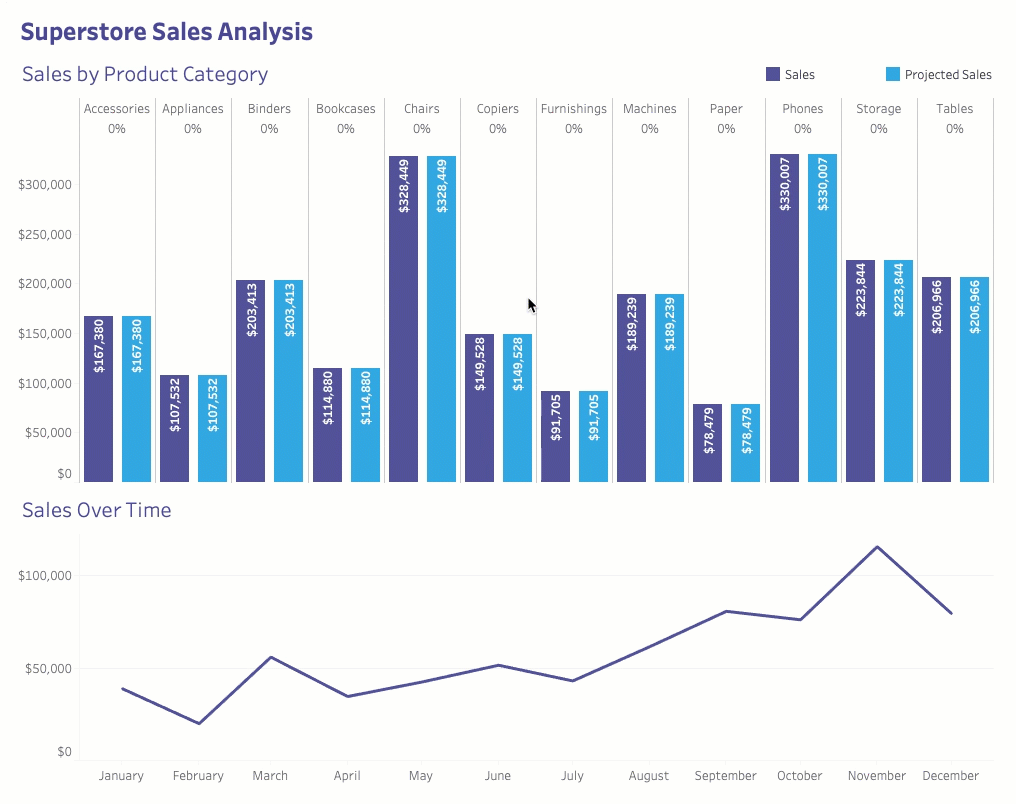 Superstore Sales Analysis
Sales by Product Category
Sales Projected Sales
Accessories Appliances Binders Bookcases Chairs Copiers Furnishings Machines Paper Phones Storage Tables
0% 0% 0% 0% 0% 0% 0% 0% 0% 0% 0% 0%
$300,000
$250,000
$200,000
$150,000
$100,000
$50,000
$0
$167,380 $167,380 $107,532 $107,532 $203,413 $203,413 $114,880 $114,880 $328,449 $328,449 $149,528 $149,528 $91,705 $91,705 $189,239 $189,239 $78,479 $78,479 $330,007 $330,007 $223,844 $223,844 $206,966 $206,966
Sales Over Time
$100,000
$50,000
$0
January February March April May June July August September October November December